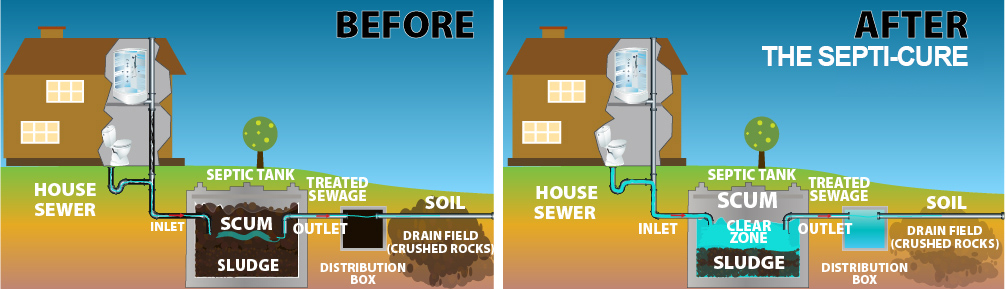 BEFORE
SEPTIC TANK
TREATED
SEWAGE
HOUSE
SEWER
SOIL
INLET
SCUM
OUTLET
DRAIN FIELD
(CRUSHED ROCKS)
SLUDGE
DISTRIBUTION
BOX
AFTER
THE SEPTI-CURE
SEPTIC TANK
TREATED
SEWAGE
HOUSE
SEWER
SCUM
SOIL
INLET
CLEAR
ZONE
OUTLET
DRAIN FIELD
(CRUSHED ROCKS)
SLUDGE
DISTRIBUTION
BOX